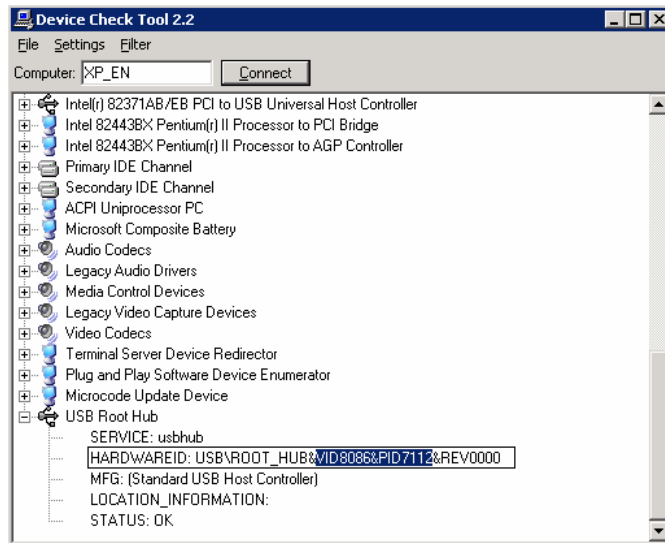 Device Check Tool 2.2
File Settings Filter
Computer: XP_EN Connect
Intel(r) 82371AB/EB PCI to USB Universal Host Controller
Intel 82443BX Pentium(r) II Processor to PCI Bridge
Intel 82443BX Pentium(r) II Processor to AGP Controller
Primary IDE Channel
Secondary IDE Channel
ACPI Uniprocessor PC
Microsoft Composite Battery
Audio Codecs
Legacy Audio Drivers
Media Control Devices
Legacy Video Capture Devices
Video Codecs
Terminal Server Device Redirector
Plug and Play Software Device Enumerator
Microcode Update Device
USB Root Hub
SERVICE: usbhub
HARDWAREID: USB\ROOT_HUB&VID8086&PID7112&REV0000
MFG: (Standard USB Host Controller)
LOCATION_INFORMATION:
STATUS: OK